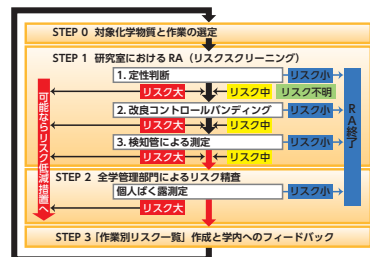 STEP 0 対象化学物質と作業の選定
STEP 1 研究室における RA（リスクスクリーニング）
1. 定性判断
リスク小
リスク大
リスク中
リスク不明
2. 改良コントロールバンディング
リスク小
リスク大
リスク中
3. 検知管による測定
リスク小
リスク大
リスク中
可能ならリスク低減措置へ
RA終了
STEP 2 全学管理部門によるリスク精査
個人ばく露測定
リスク小
リスク大
STEP 3「作業別リスク一覧」作成と学内へのフィードバック